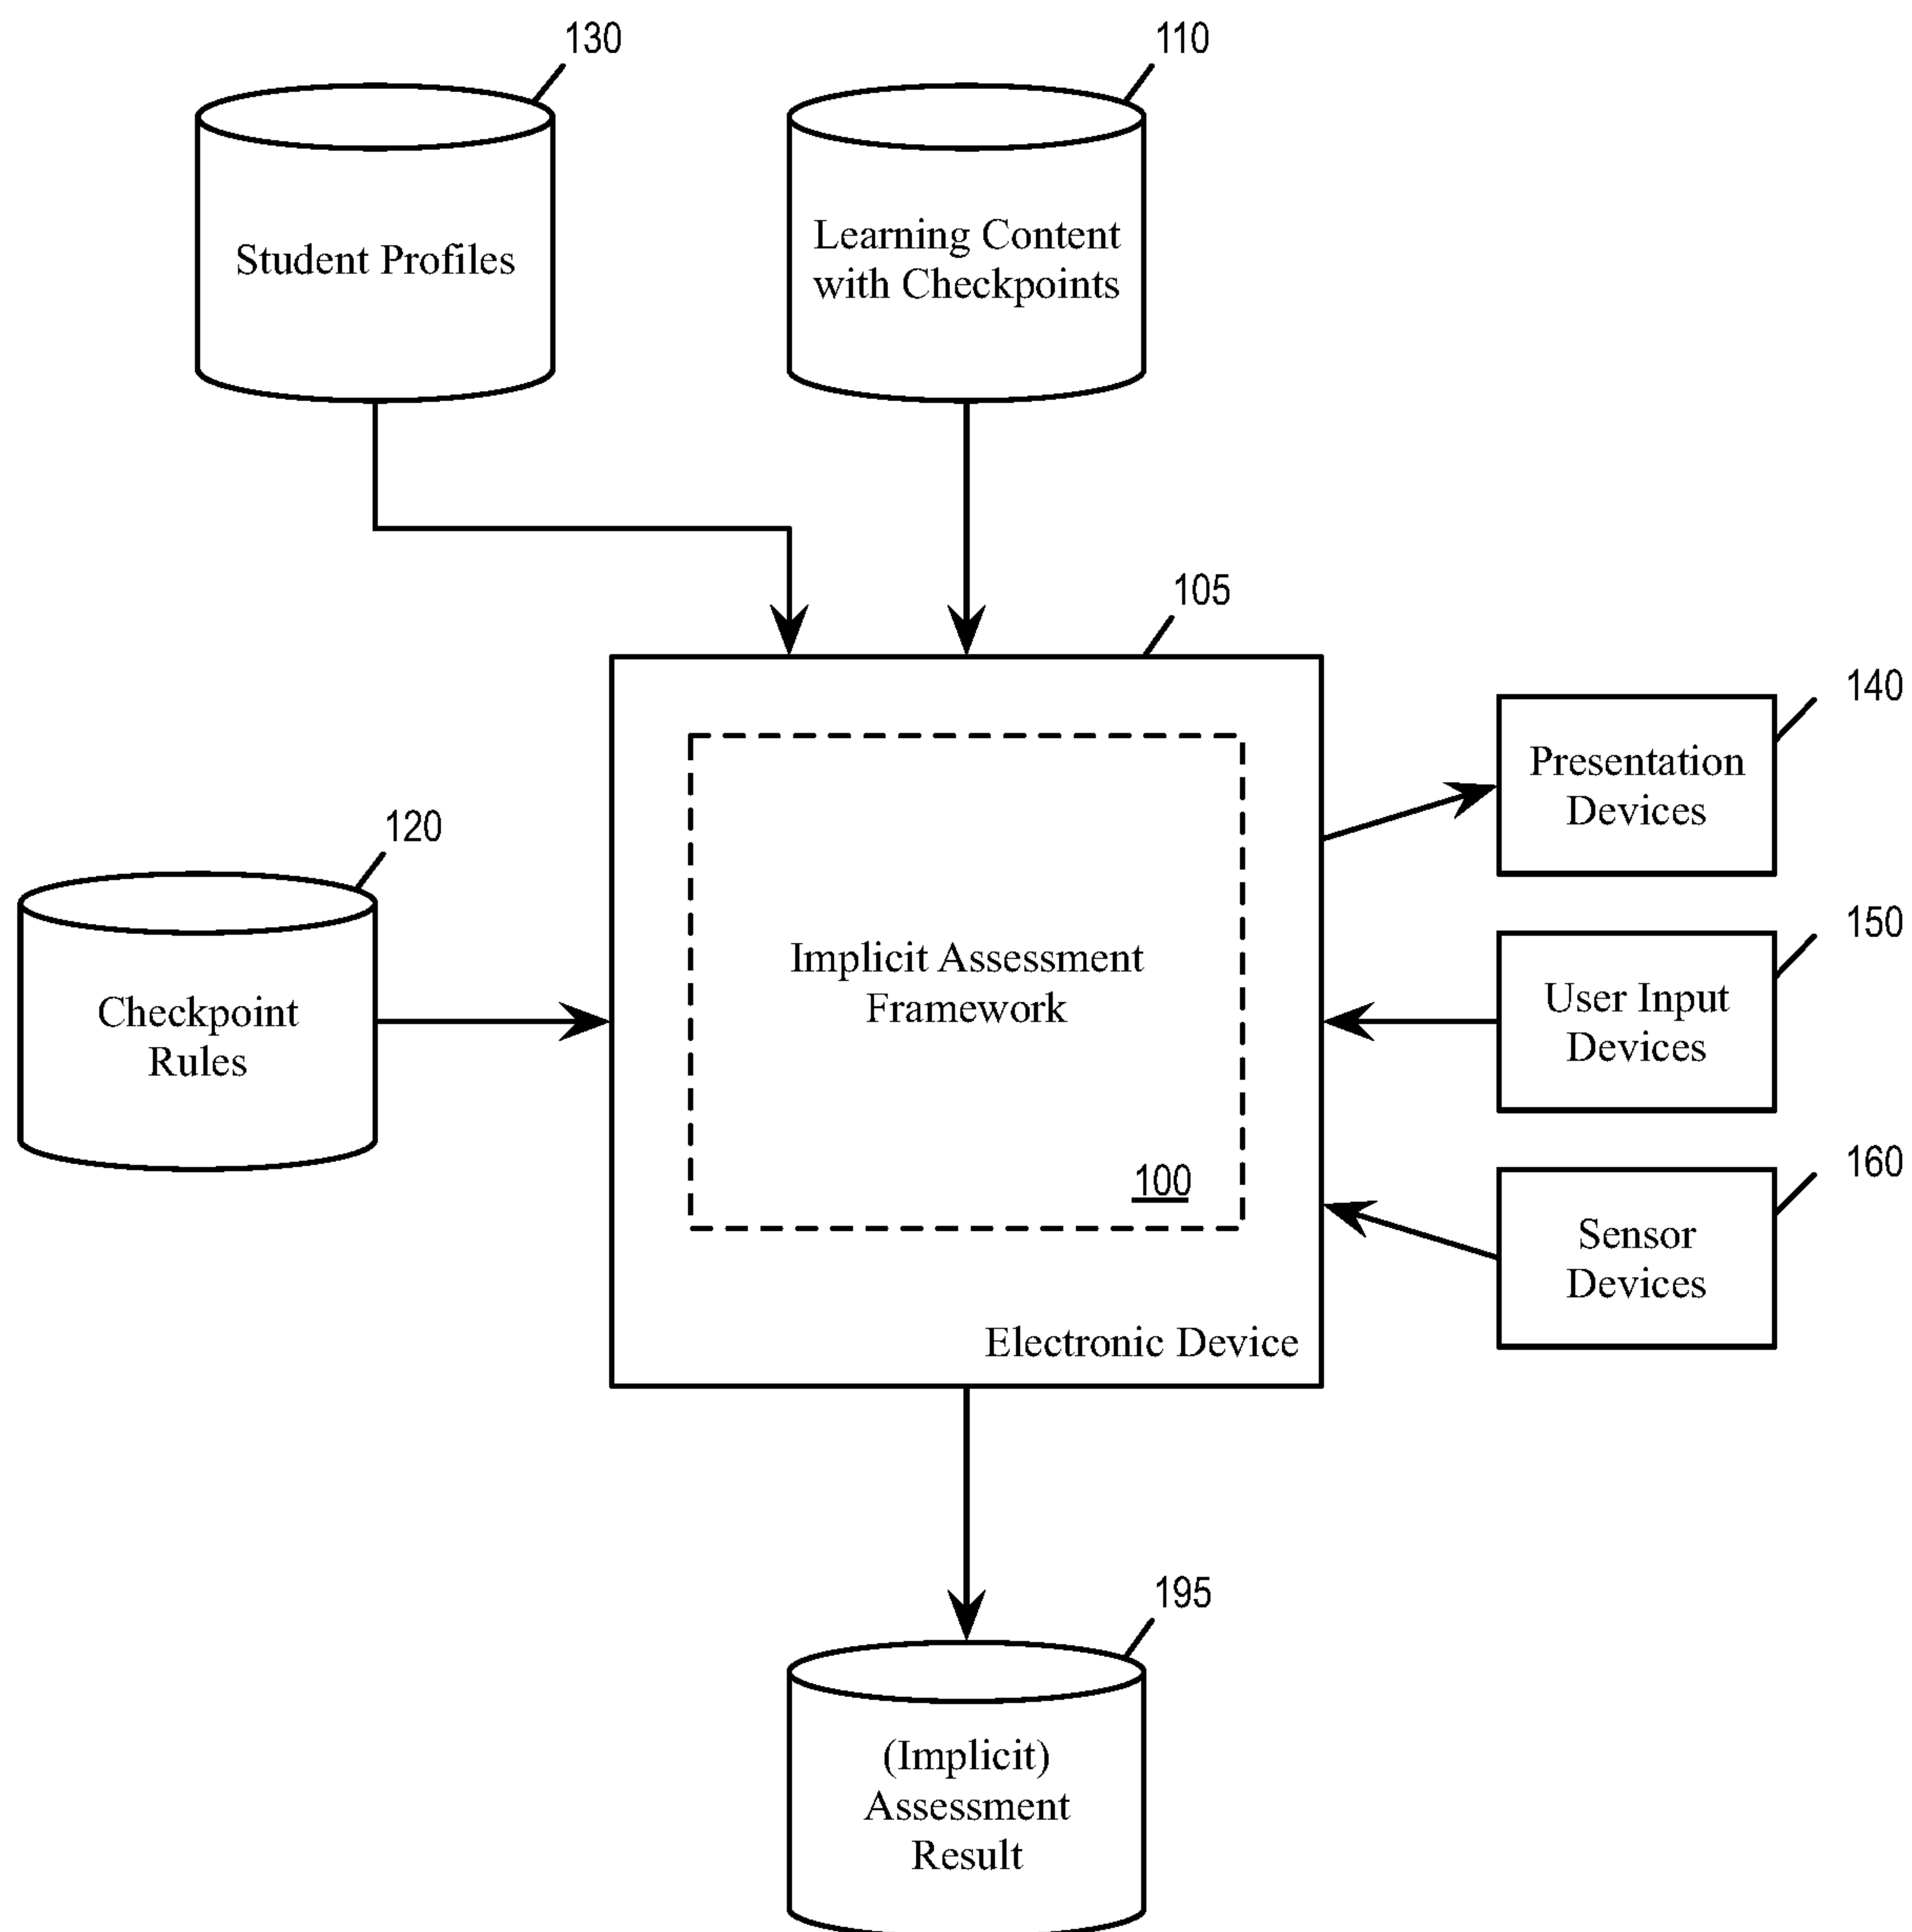 130
110
Student Profiles
Learning Content
with Checkpoints
105
140
Presentation
Devices
120
Checkpoint
Rules
Implicit Assessment
Framework
100
150
User Input
Devices
160
Sensor
Devices
Electronic Device
195
(Implicit)
Assessment
Result